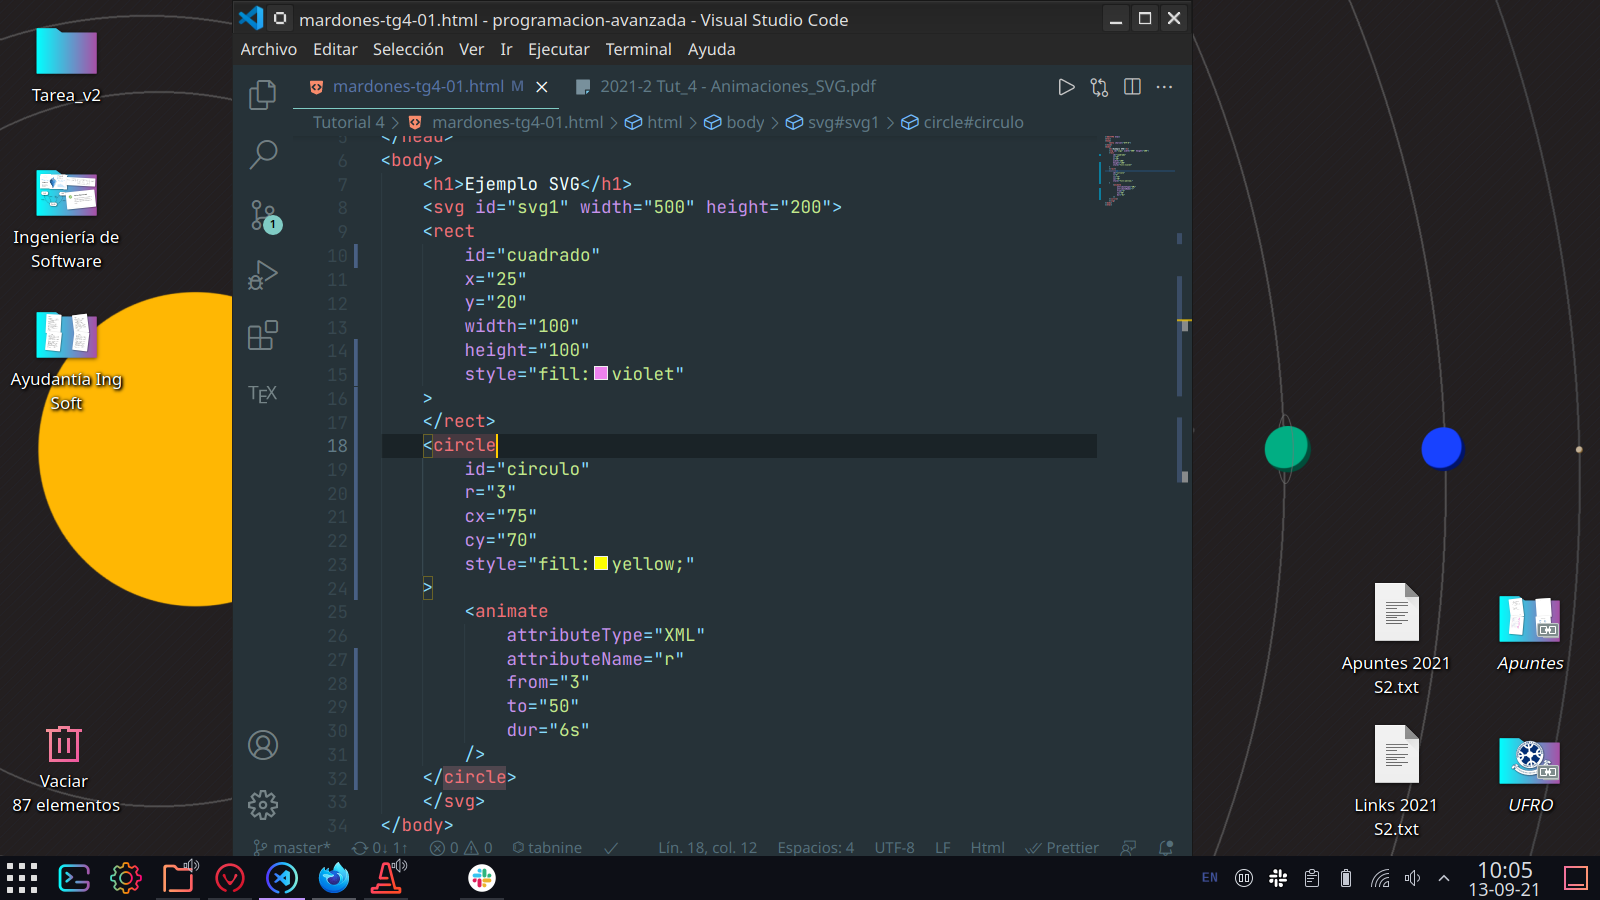 mardones-tg4-01.html - programacion-avanzada - Visual Studio Code
Archivo Editar Selección Ver Ir Ejecutar Terminal Ayuda
mardones-tg4-01.html M
2021-2 Tut_4 - Animaciones_SVG.pdf
Tutorial 4 > mardones-tg4-01.html > html > body > svg#svg1 > circle#circulo
5 </head>
6 <body>
7 <h1>Ejemplo SVG</h1>
8 <svg id="svg1" width="500" height="200">
9 <rect
10 id="cuadrado"
11 x="25"
12 y="20"
13 width="100"
14 height="100"
15 style="fill:violet"
16 >
17 </rect>
18 <circle
19 id="circulo"
20 r="3"
21 cx="75"
22 cy="70"
23 style="fill:yellow;"
24 >
25 <animate
26 attributeType="XML"
27 attributeName="r"
28 from="3"
29 to="50"
30 dur="6s"
31 />
32 </circle>
33 </svg>
34 </body>
1
TEX
master* 0↓ 1↑ 0 0 tabnine Lín. 18, col. 12 Espacios: 4 UTF-8 LF Html Prettier
Tarea_v2
Ingeniería de
Software
Ayudantía Ing
Soft
Vaciar
87 elementos
Apuntes 2021
S2.txt
Apuntes
Links 2021
S2.txt
UFRO
EN
10:05
13-09-21